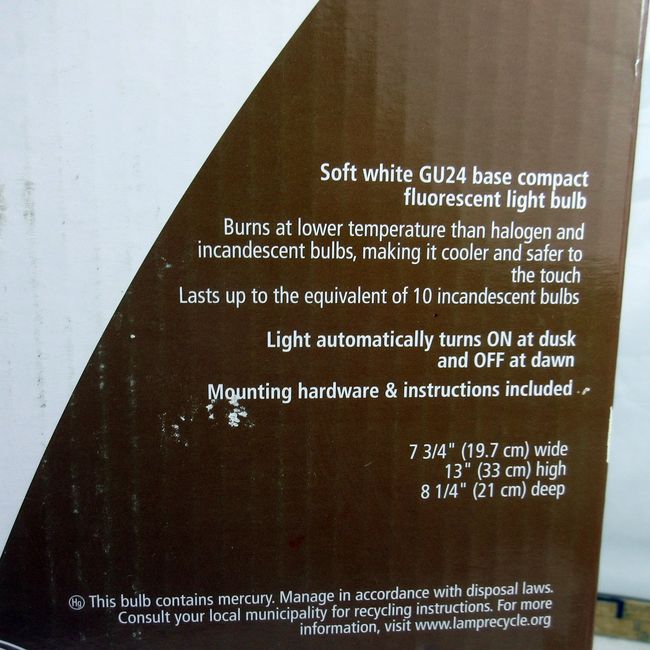 Soft white GU24 base compact
fluorescent light bulb
Burns at lower temperature than halogen and
incandescent bulbs, making it cooler and safer to
the touch
Lasts up to the equivalent of 10 incandescent bulbs
Light automatically turns ON at dusk
and OFF at dawn
Mounting hardware & instructions included
7 3/4" (19.7 cm) wide
13" (33 cm) high
8 1/4" (21 cm) deep
Hg This bulb contains mercury. Manage in accordance with disposal laws.
Consult your local municipality for recycling instructions. For more
information, visit www.lamprecycle.org